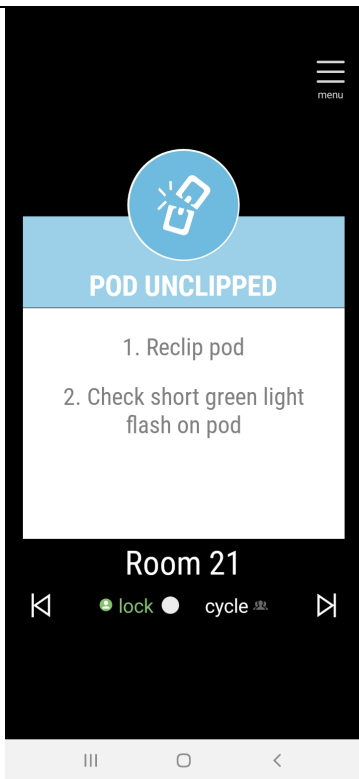 menu
POD UNCLIPPED
1. Reclip pod
2. Check short green light
flash on pod
Room 21
lock cycle